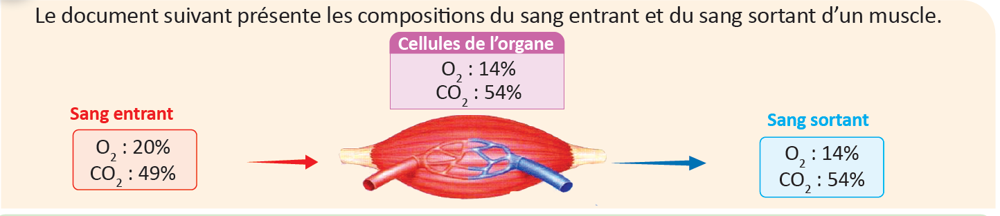 Le document suivant présente les compositions du sang entrant et du sang sortant d’un muscle.
Cellules de l’organe
O₂ : 14%
CO₂ : 54%
Sang entrant
O₂ : 20%
CO₂ : 49%
Sang sortant
O₂ : 14%
CO₂ : 54%